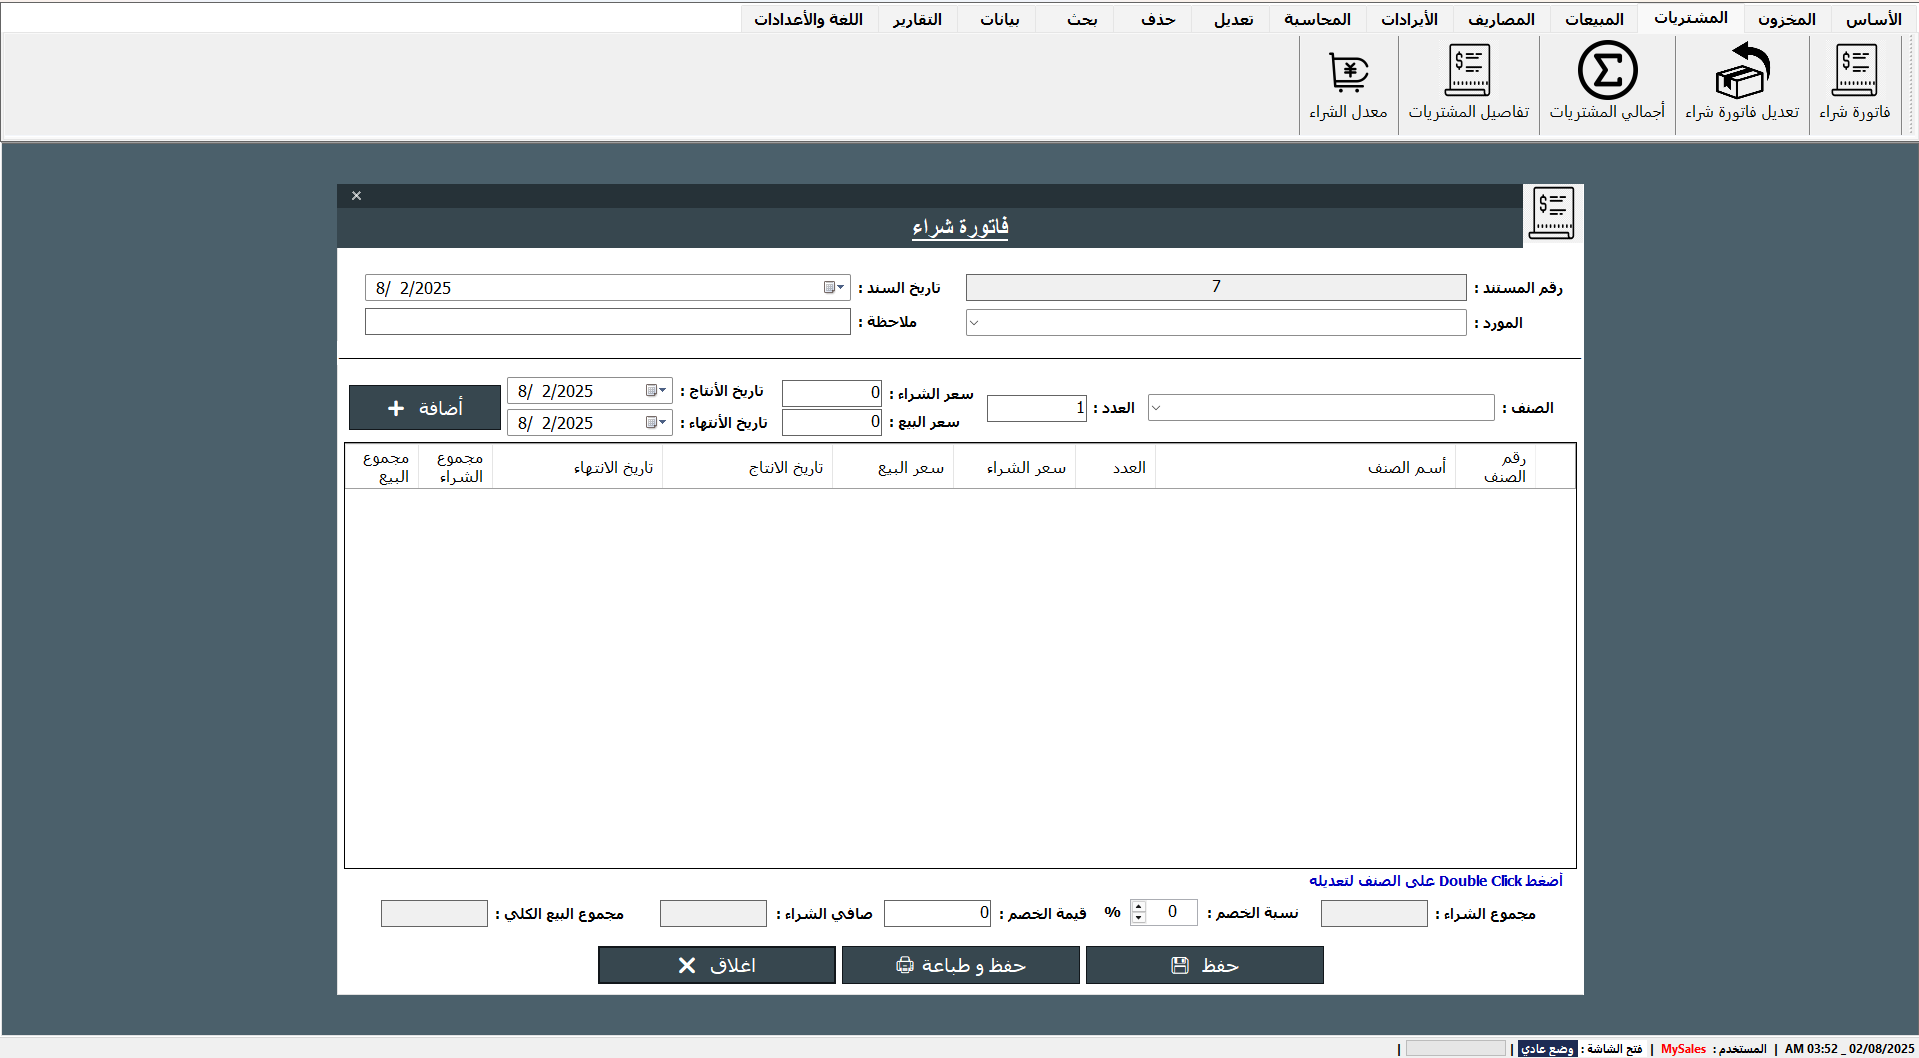 الأساس المخزون المشتريات المبيعات المصاريف الأيرادات المحاسبة تعديل حذف بحث بيانات التقارير اللغة والأعدادات
فاتورة شراء
تعديل فاتورة شراء
أجمالي المشتريات
تفاصيل المشتريات
معدل الشراء
فاتورة شراء
رقم المستند : 7
تاريخ السند : 8/ 2/2025
المورد :
ملاحظة :
الصنف :
العدد : 1
سعر الشراء : 0
سعر البيع : 0
تاريخ الأنتاج : 8/ 2/2025
تاريخ الأنتهاء : 8/ 2/2025
أضافة +
رقم الصنف
أسم الصنف
العدد
سعر الشراء
سعر البيع
تاريخ الانتاج
تاريخ الانتهاء
مجموع الشراء
مجموع البيع
أضغط Double Click على الصنف لتعديله
مجموع الشراء :
نسبة الخصم : 0 %
قيمة الخصم : 0
صافي الشراء :
مجموع البيع الكلي :
حفظ
حفظ و طباعة
اغلاق
02/08/2025 _ 03:52 AM | المستخدم : MySales | فتح الشاشة : وضع عادي | |